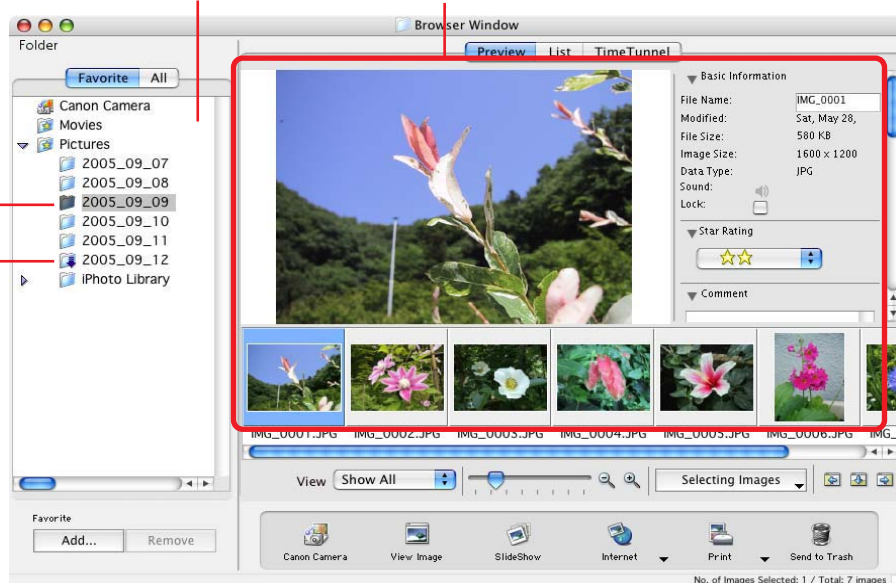 Browser Window
Folder
Favorite All
Canon Camera
Movies
Pictures
2005_09_07
2005_09_08
2005_09_09
2005_09_10
2005_09_11
2005_09_12
iPhoto Library
Favorite
Add... Remove
Preview List TimeTunnel
Basic Information
File Name: IMG_0001
Modified: Sat, May 28,
File Size: 580 KB
Image Size: 1600 x 1200
Data Type: JPG
Sound:
Lock:
Star Rating
Comment
IMG_0001.JPG IMG_0002.JPG IMG_0003.JPG IMG_0004.JPG IMG_0005.JPG IMG_0006.JPG IMG_
View Show All Selecting Images
Canon Camera View Image SlideShow Internet Print Send to Trash
No. of Images Selected: 1 / Total: 7 images